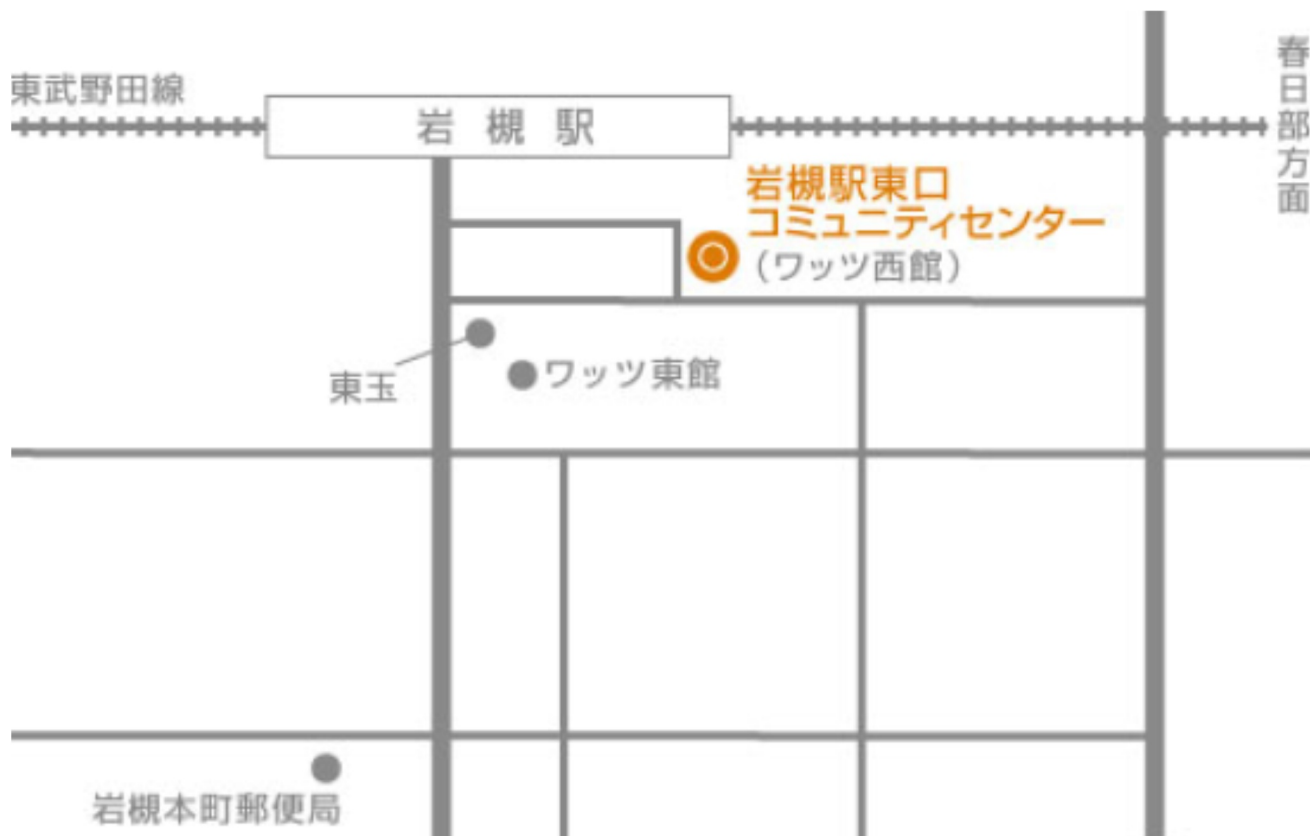 東武野田線
岩槻駅
春日部方面
岩槻駅東口
コミュニティセンター
（ワッツ西館）
東玉
ワッツ東館
岩槻本町郵便局